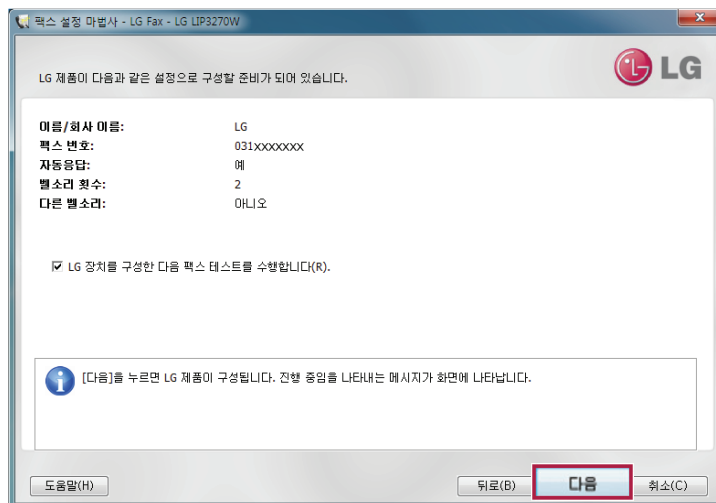 팩스 설정 마법사 - LG Fax - LG LIP3270W
LG
LG 제품이 다음과 같은 설정으로 구성할 준비가 되어 있습니다.
이름/회사 이름: LG
팩스 번호: 031XXXXXXX
자동응답: 예
벨소리 횟수: 2
다른 벨소리: 아니오
LG 장치를 구성한 다음 팩스 테스트를 수행합니다(R).
[다음]을 누르면 LG 제품이 구성됩니다. 진행 중임을 나타내는 메시지가 화면에 나타납니다.
도움말(H) 뒤로(B) 다음 취소(C)